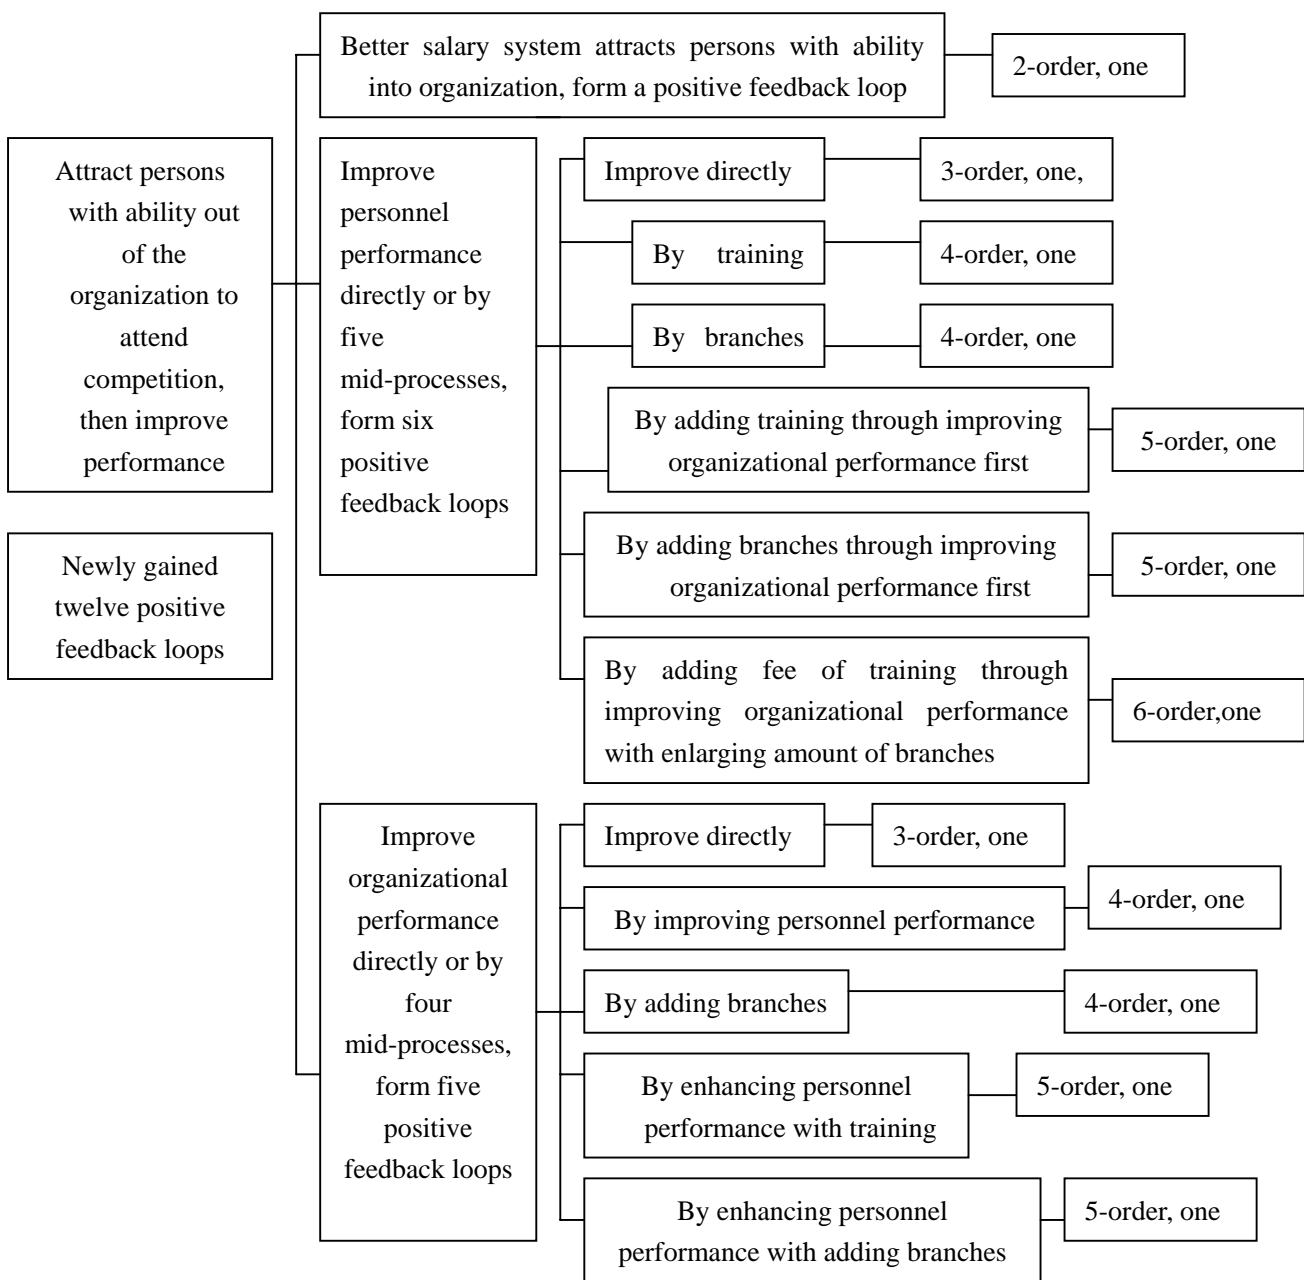 Better salary system attracts persons with ability
into organization, form a positive feedback loop
2-order, one
Attract persons
with ability out
of the
organization to
attend
competition,
then improve
performance
Newly gained
twelve positive
feedback loops
Improve
personnel
performance
directly or by
five
mid-processes,
form six
positive
feedback loops
Improve directly
3-order, one,
By training
4-order, one
By branches
4-order, one
By adding training through improving
organizational performance first
5-order, one
By adding branches through improving
organizational performance first
5-order, one
By adding fee of training through
improving organizational performance
with enlarging amount of branches
6-order,one
Improve
organizational
performance
directly or by
four
mid-processes,
form five
positive
feedback loops
Improve directly
3-order, one
By improving personnel performance
4-order, one
By adding branches
4-order, one
By enhancing personnel
performance with training
5-order, one
By enhancing personnel
performance with adding branches
5-order, one